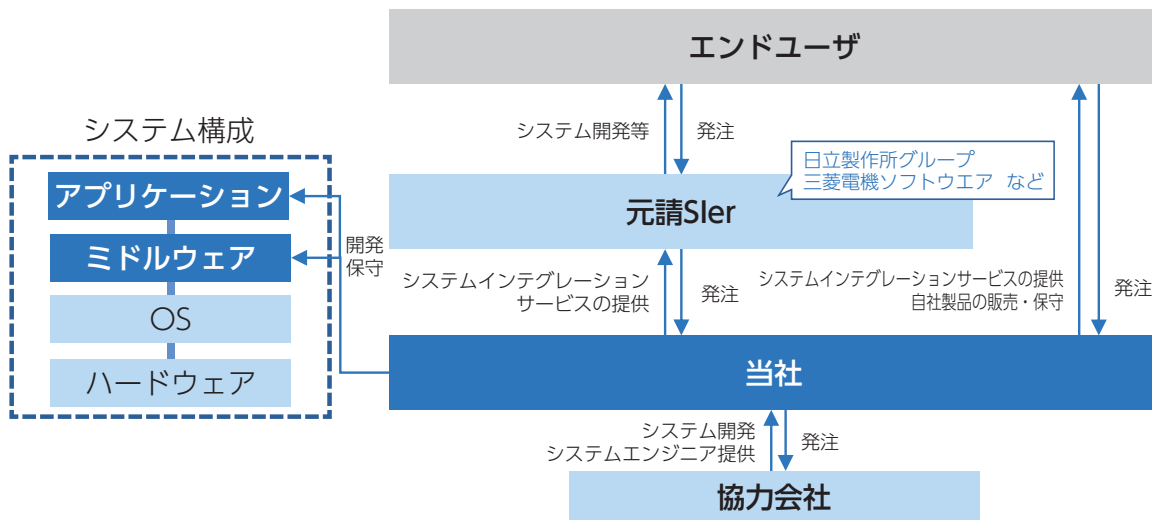 エンドユーザ
システム開発等
発注
日立製作所グループ
三菱電機ソフトウエア など
元請SIer
システムインテグレーション
サービスの提供
発注
システムインテグレーションサービスの提供
自社製品の販売・保守
発注
当社
システム開発
システムエンジニア提供
発注
協力会社
システム構成
アプリケーション
ミドルウェア
OS
ハードウェア
開発
保守